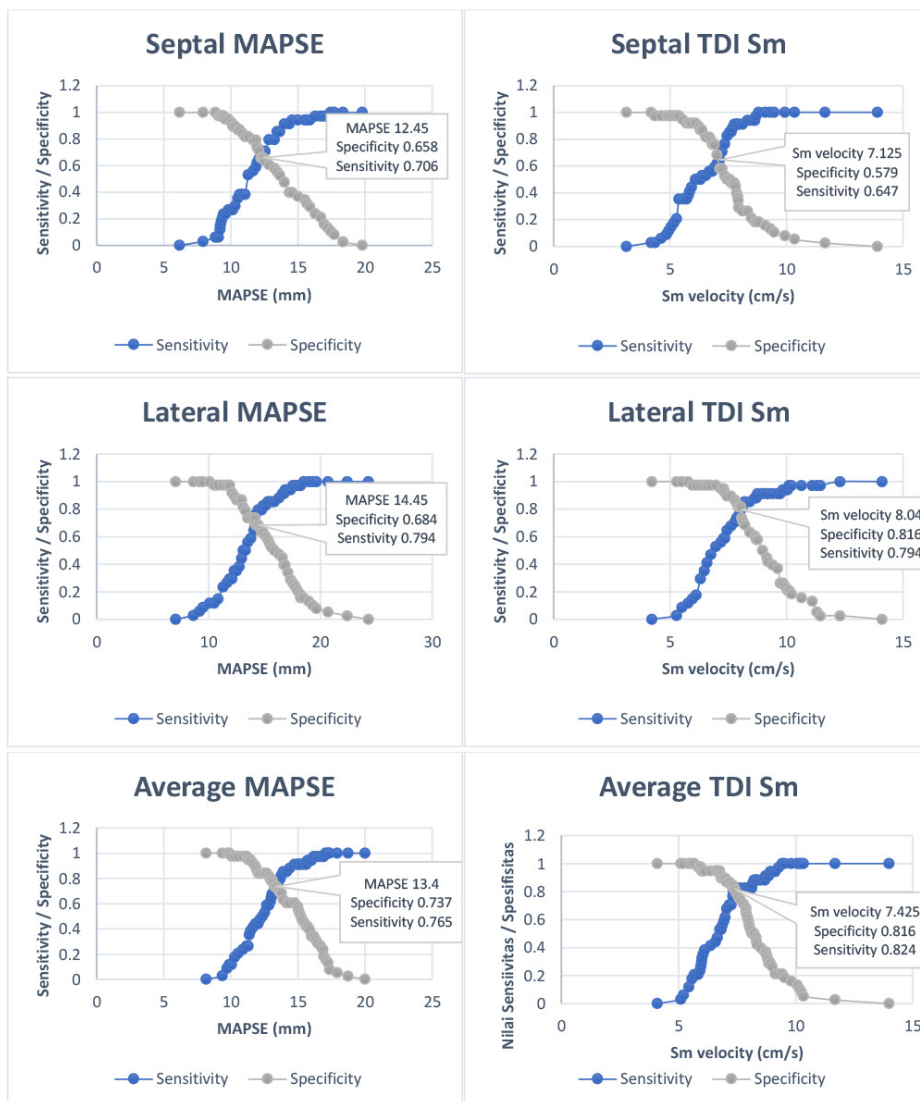 Septal MAPSE
Sensitivity / Specificity
1.2
1
0.8
0.6
0.4
0.2
0
MAPSE 12.45
Specificity 0.658
Sensitivity 0.706
0 5 10 15 20 25
MAPSE (mm)
Sensitivity Specificity
Septal TDI Sm
Sensitivity / Specificity
1.2
1
0.8
0.6
0.4
0.2
0
Sm velocity 7.125
Specificity 0.579
Sensitivity 0.647
0 5 10 15
Sm velocity (cm/s)
Sensitivity Specificity
Lateral MAPSE
Sensitivity / Specificity
1.2
1
0.8
0.6
0.4
0.2
0
MAPSE 14.45
Specificity 0.684
Senstivity 0.794
0 10 20 30
MAPSE (mm)
Sensitivity Specificity
Lateral TDI Sm
Sensitivity / Specificity
1.2
1
0.8
0.6
0.4
0.2
0
Sm velocity 8.04
Specificity 0.816
Sensitivity 0.794
0 5 10 15
Sm velocity (cm/s)
Sensitivity Specificity
Average MAPSE
Sensitivity / Specificity
1.2
1
0.8
0.6
0.4
0.2
0
MAPSE 13.4
Specificity 0.737
Sensitivity 0.765
0 5 10 15 20 25
MAPSE (mm)
Sensitivity Specificity
Average TDI Sm
Nilai Sensiivitas / Spesifisitas
1.2
1
0.8
0.6
0.4
0.2
0
Sm velocity 7.425
Specificity 0.816
Sensitivity 0.824
0 5 10 15
Sm velocity (cm/s)
Sensitivity Specificity